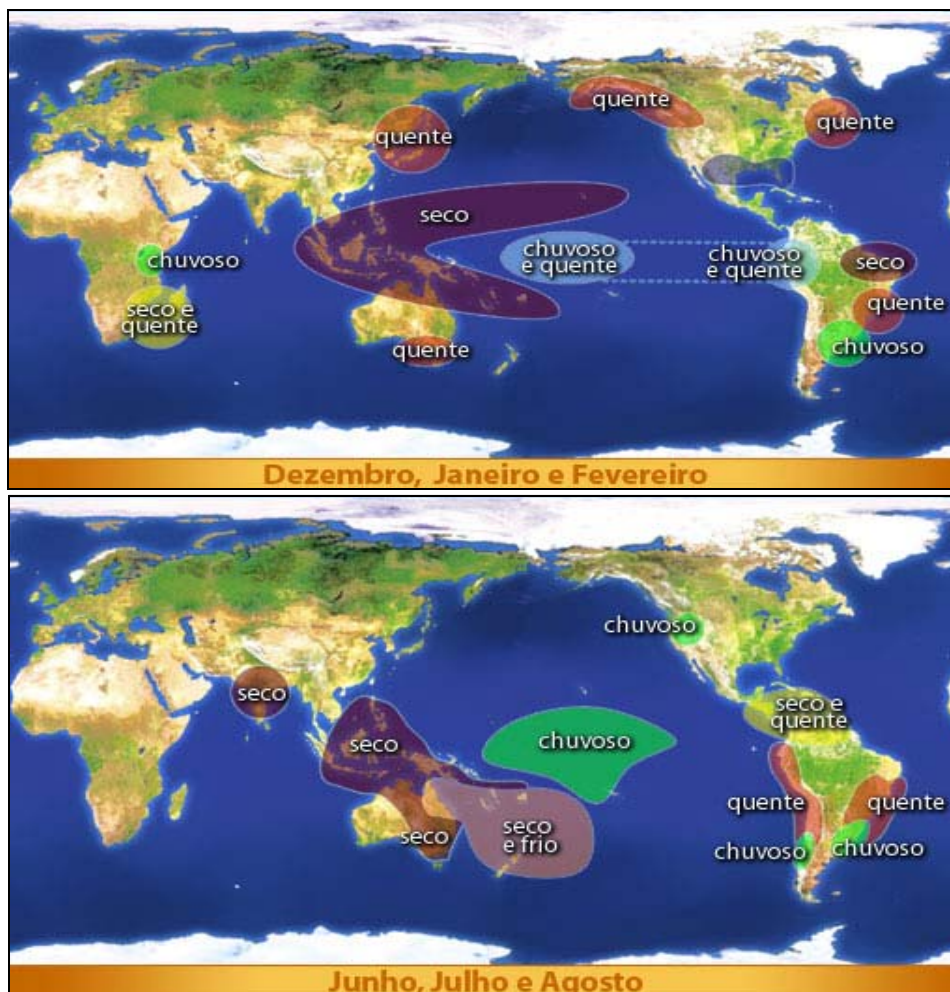 quente
quente
quente
seco
chuvoso
chuvoso
e quente
chuvoso
e quente
seco
seco e
quente
quente
quente
chuvoso
Dezembro, Janeiro e Fevereiro
chuvoso
seco
seco e
quente
seco
chuvoso
quente
quente
seco
seco
e frio
chuvoso
chuvoso
Junho, Julho e Agosto